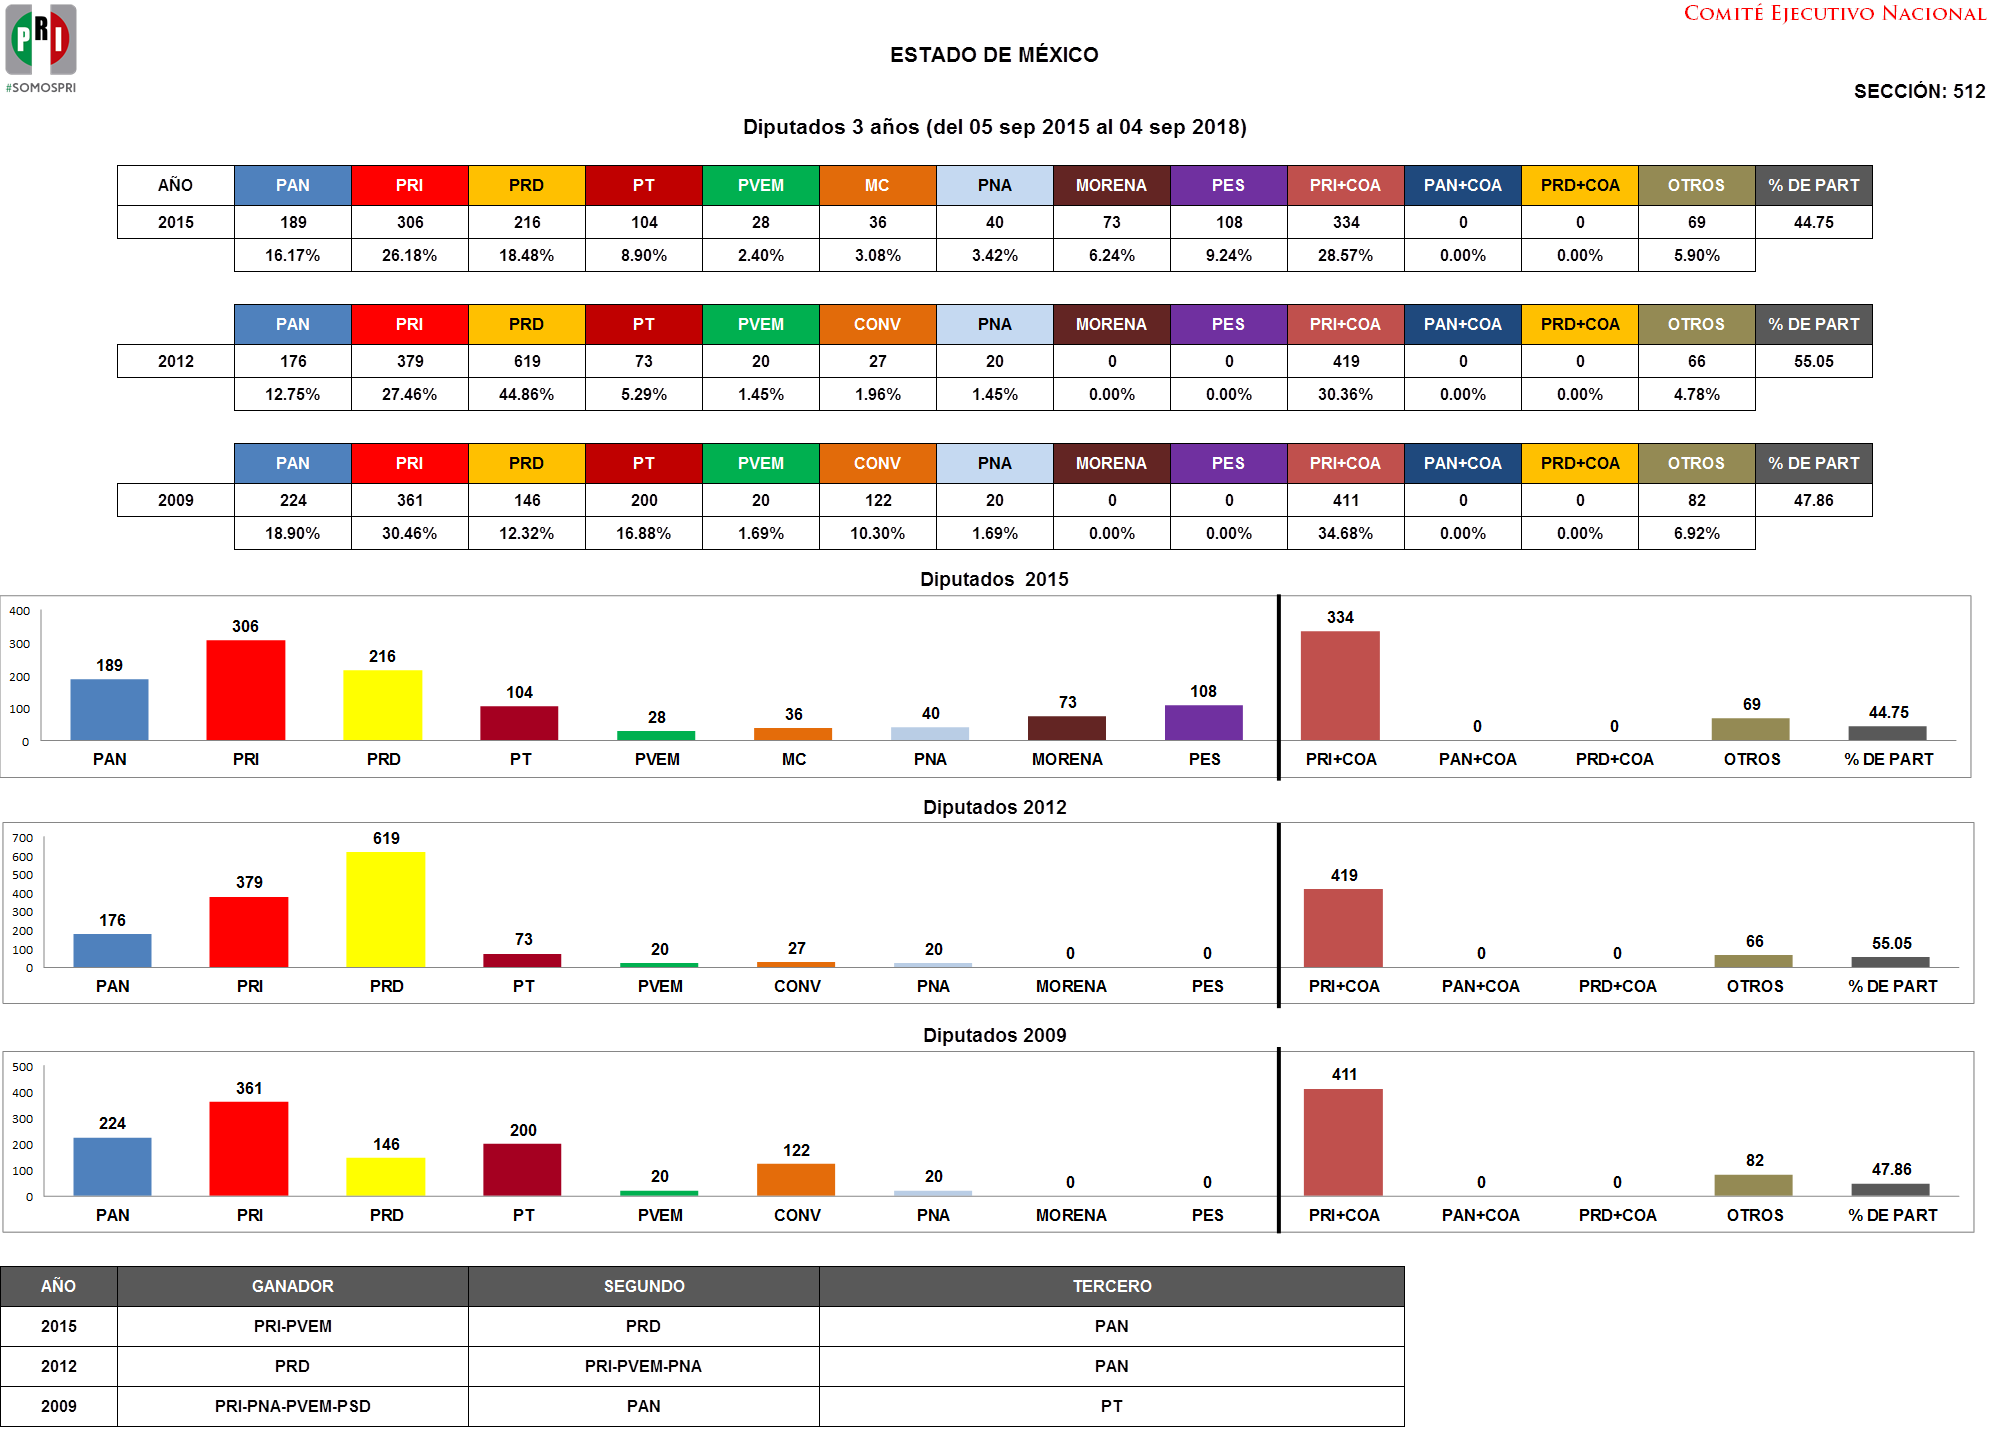 PRI
#SOMOSPRI
COMITÉ EJECUTIVO NACIONAL
ESTADO DE MÉXICO
SECCIÓN: 512
Diputados 3 años (del 05 sep 2015 al 04 sep 2018)
AÑO PAN PRI PRD PT PVEM MC PNA MORENA PES PRI+COA PAN+COA PRD+COA OTROS % DE PART
2015 189 306 216 104 28 36 40 73 108 334 0 0 69 44.75
16.17% 26.18% 18.48% 8.90% 2.40% 3.08% 3.42% 6.24% 9.24% 28.57% 0.00% 0.00% 5.90%
PAN PRI PRD PT PVEM CONV PNA MORENA PES PRI+COA PAN+COA PRD+COA OTROS % DE PART
2012 176 379 619 73 20 27 20 0 0 419 0 0 66 55.05
12.75% 27.46% 44.86% 5.29% 1.45% 1.96% 1.45% 0.00% 0.00% 30.36% 0.00% 0.00% 4.78%
PAN PRI PRD PT PVEM CONV PNA MORENA PES PRI+COA PAN+COA PRD+COA OTROS % DE PART
2009 224 361 146 200 20 122 20 0 0 411 0 0 82 47.86
18.90% 30.46% 12.32% 16.88% 1.69% 10.30% 1.69% 0.00% 0.00% 34.68% 0.00% 0.00% 6.92%
Diputados 2015
400
300
200
100
0
189 306 216 104 28 36 40 73 108 334 0 0 69 44.75
PAN PRI PRD PT PVEM MC PNA MORENA PES PRI+COA PAN+COA PRD+COA OTROS % DE PART
Diputados 2012
700
600
500
400
300
200
100
0
176 379 619 73 20 27 20 0 0 419 0 0 66 55.05
PAN PRI PRD PT PVEM CONV PNA MORENA PES PRI+COA PAN+COA PRD+COA OTROS % DE PART
Diputados 2009
500
400
300
200
100
0
224 361 146 200 20 122 20 0 0 411 0 0 82 47.86
PAN PRI PRD PT PVEM CONV PNA MORENA PES PRI+COA PAN+COA PRD+COA OTROS % DE PART
AÑO GANADOR SEGUNDO TERCERO
2015 PRI-PVEM PRD PAN
2012 PRD PRI-PVEM-PNA PAN
2009 PRI-PNA-PVEM-PSD PAN PT